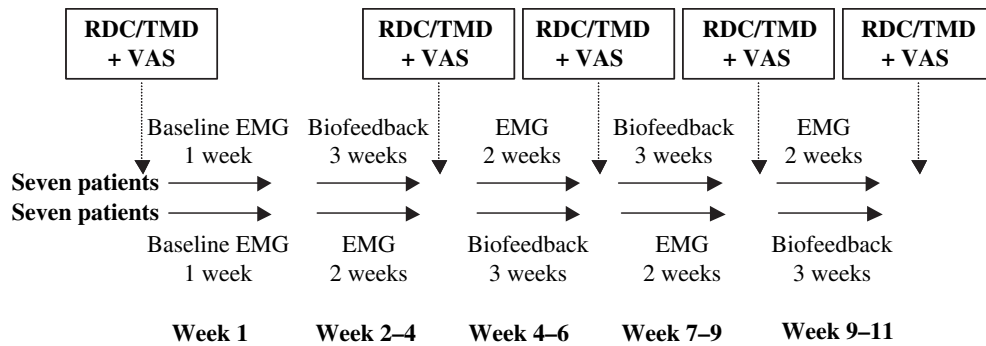 RDC/TMD
+ VAS
RDC/TMD
+ VAS
RDC/TMD
+ VAS
RDC/TMD
+ VAS
RDC/TMD
+ VAS
Baseline EMG
1 week
Biofeedback
3 weeks
EMG
2 weeks
Biofeedback
3 weeks
EMG
2 weeks
Seven patients
Seven patients
Baseline EMG
1 week
EMG
2 weeks
Biofeedback
3 weeks
EMG
2 weeks
Biofeedback
3 weeks
Week 1
Week 2–4
Week 4–6
Week 7–9
Week 9–11